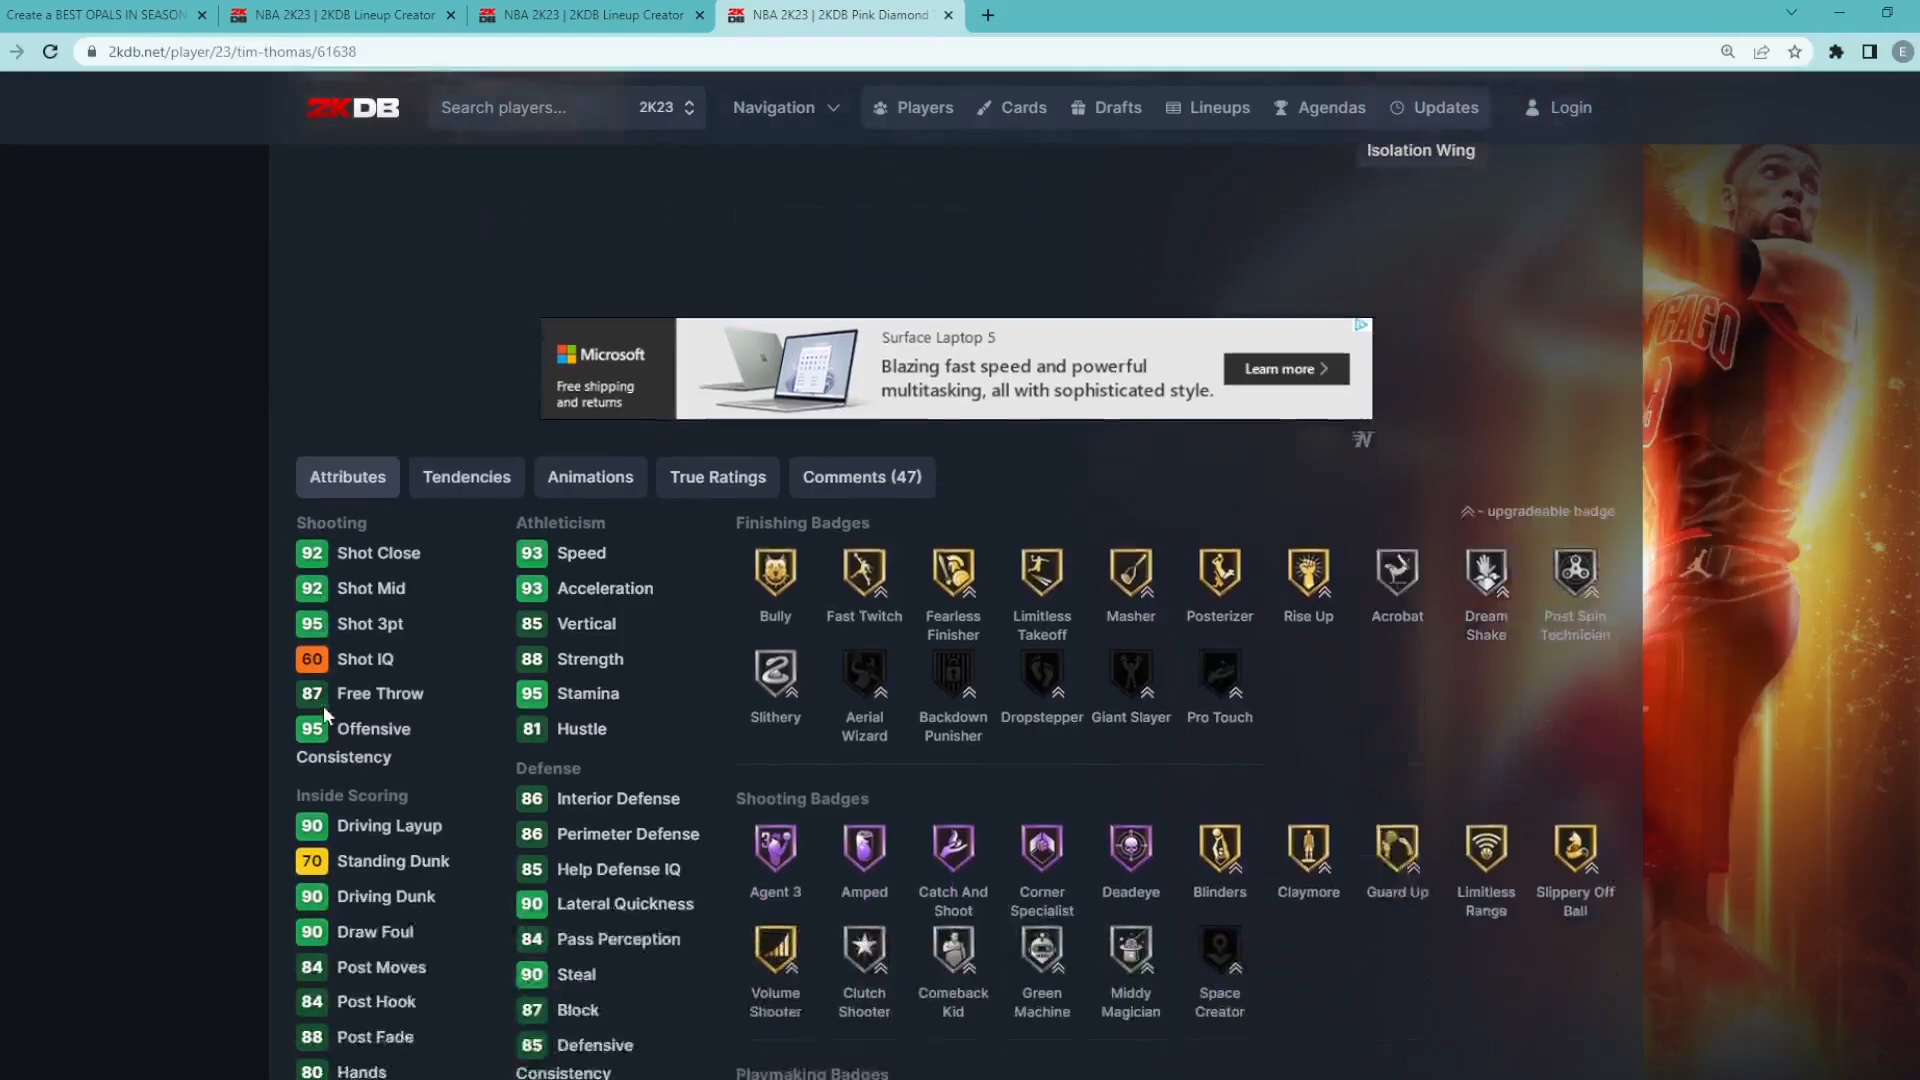 Create a BEST OPALS IN SEASON
NBA 2K23 | 2KDB Lineup Creator
NBA 2K23 | 2KDB Lineup Creator
NBA 2K23 | 2KDB Pink Diamond
2kdb.net/player/23/tim-thomas/61638
E
2KDB
Search players...
2K23
Navigation
Players
Cards
Drafts
Lineups
Agendas
Updates
Login
Isolation Wing
Microsoft
Free shipping
and returns
Surface Laptop 5
Blazing fast speed and powerful
multitasking, all with sophisticated style.
Learn more
Attributes
Tendencies
Animations
True Ratings
Comments (47)
- upgradeable badge
Shooting
92 Shot Close
92 Shot Mid
95 Shot 3pt
60 Shot IQ
87 Free Throw
95 Offensive
Consistency
Inside Scoring
90 Driving Layup
70 Standing Dunk
90 Driving Dunk
90 Draw Foul
84 Post Moves
84 Post Hook
88 Post Fade
80 Hands
Athleticism
93 Speed
93 Acceleration
85 Vertical
88 Strength
95 Stamina
81 Hustle
Defense
86 Interior Defense
86 Perimeter Defense
85 Help Defense IQ
90 Lateral Quickness
84 Pass Perception
90 Steal
87 Block
85 Defensive
Consistency
Finishing Badges
Bully
Fast Twitch
Fearless
Finisher
Limitless
Takeoff
Masher
Posterizer
Rise Up
Acrobat
Dream
Shake
Post Spin
Technician
Slithery
Aerial
Wizard
Backdown
Punisher
Dropstepper
Giant Slayer
Pro Touch
Shooting Badges
Agent 3
Amped
Catch And
Shoot
Corner
Specialist
Deadeye
Blinders
Claymore
Guard Up
Limitless
Range
Slippery Off
Ball
Volume
Shooter
Clutch
Shooter
Comeback
Kid
Green
Machine
Middy
Magician
Space
Creator
Playmaking Badges